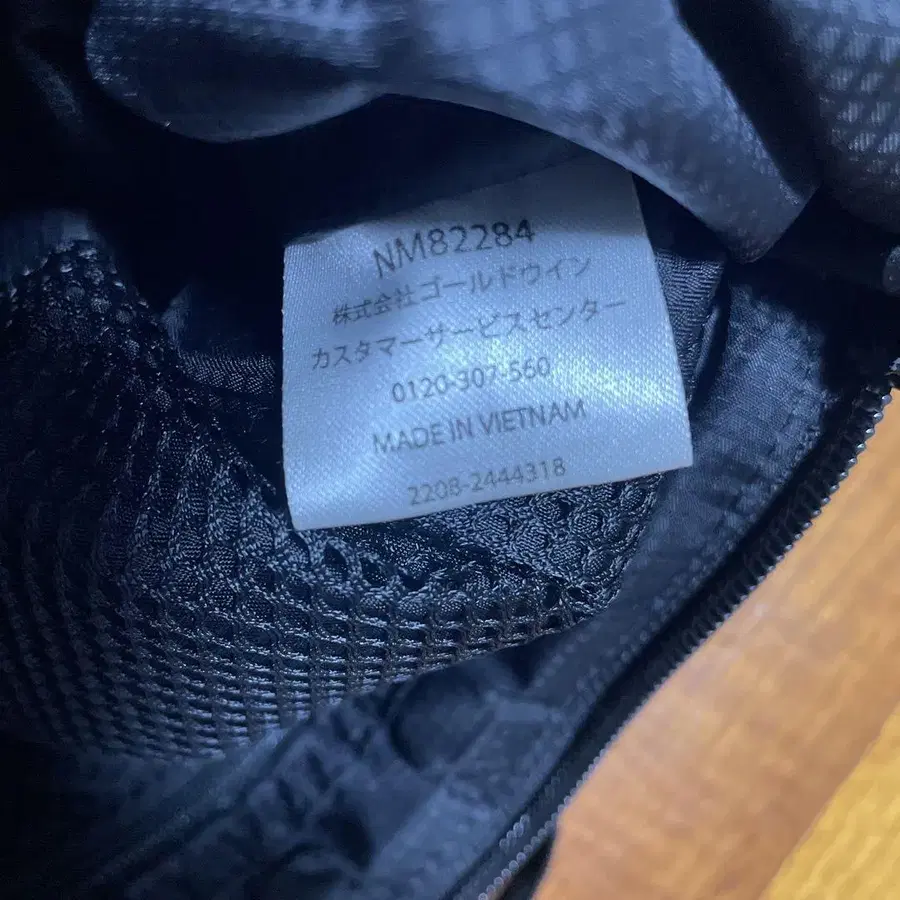 NM82284
株式会社ゴールドウイン
カスタマーサービスセンター
0120-307-560
MADE IN VIETNAM
2208-2444318